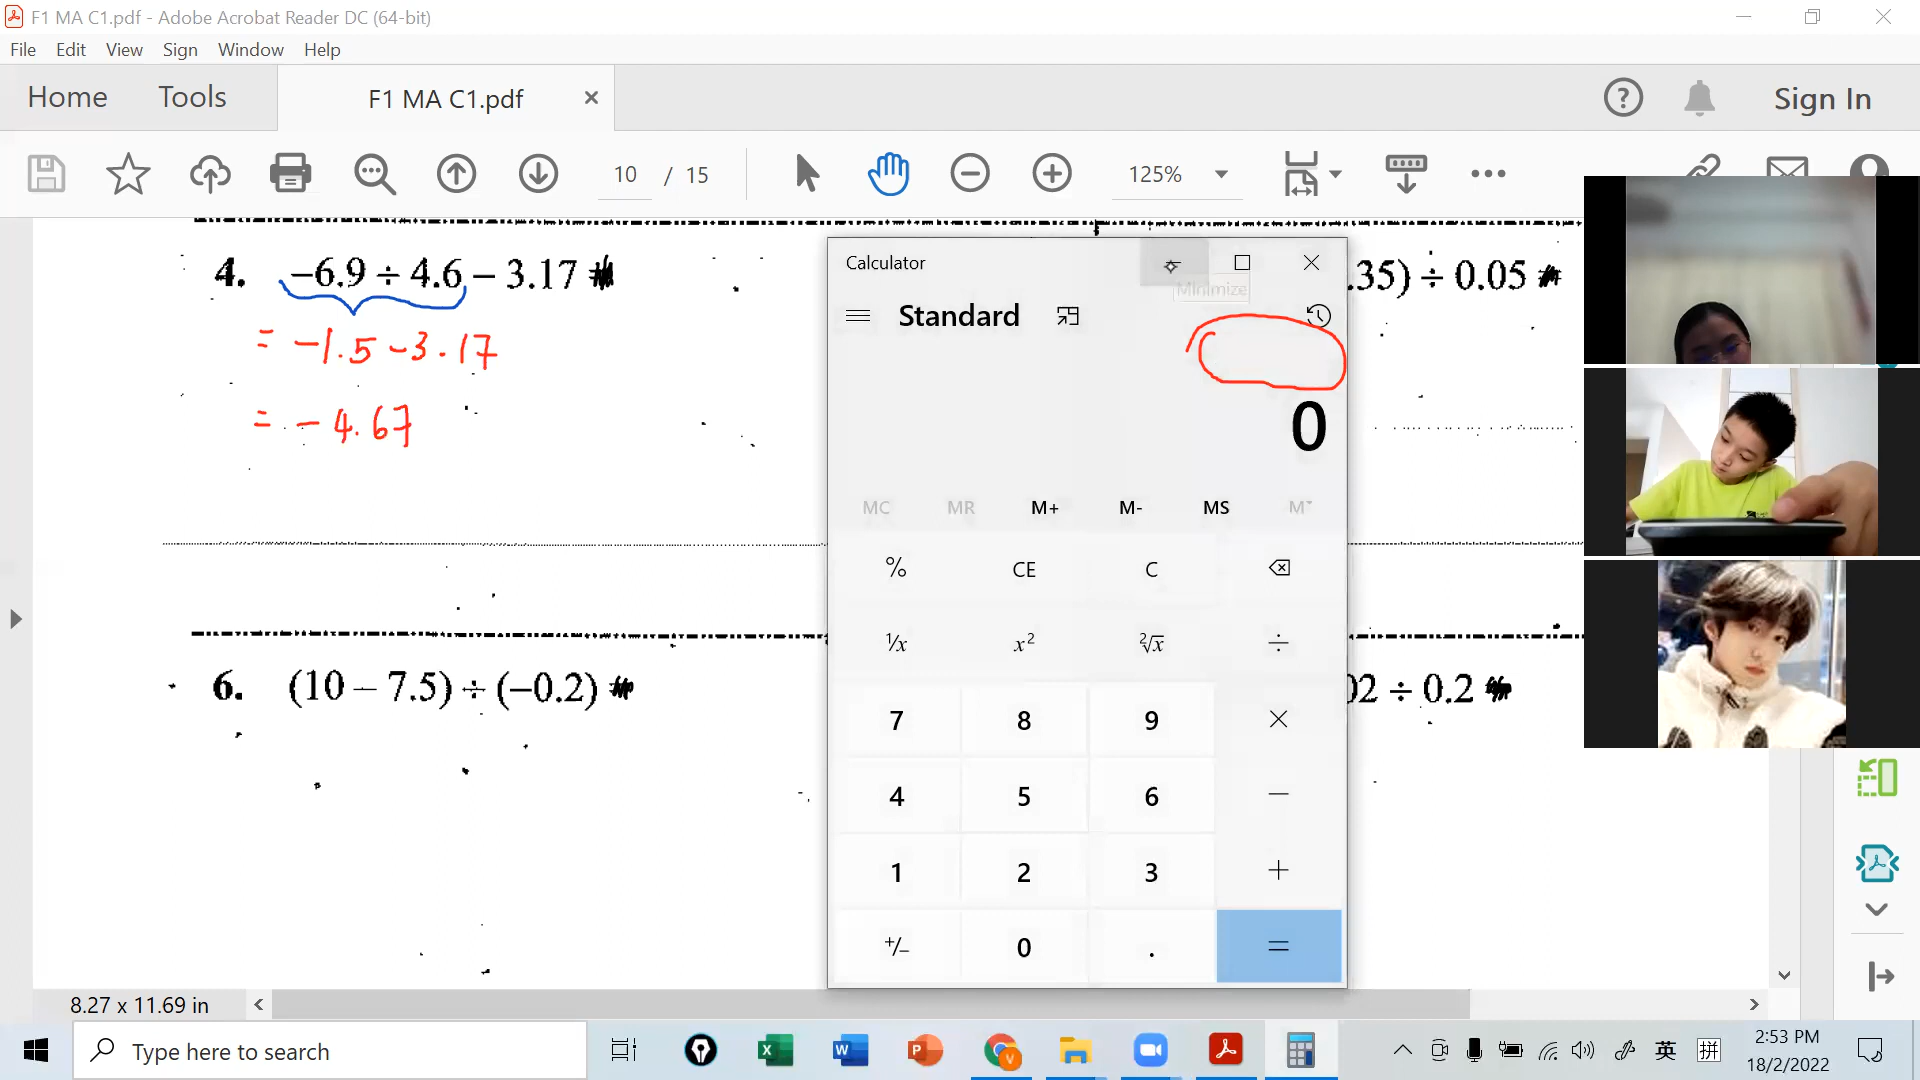 F1 MA C1.pdf - Adobe Acrobat Reader DC (64-bit)
File Edit View Sign Window Help
Home Tools F1 MA C1.pdf Sign In
10 / 15 125%
4. −6.9 ÷ 4.6 − 3.17
.35) ÷ 0.05
= −1.5 −3.17
= −4.67
6. (10 − 7.5) ÷ (−0.2)
02 ÷ 0.2
Calculator
Minimize
Standard
0
MC MR M+ M- MS M˅
% CE C
⅟x x² ²√x ÷
7 8 9 ×
4 5 6 −
1 2 3 +
+/− 0 . =
8.27 x 11.69 in
Type here to search
英 拼
2:53 PM
18/2/2022